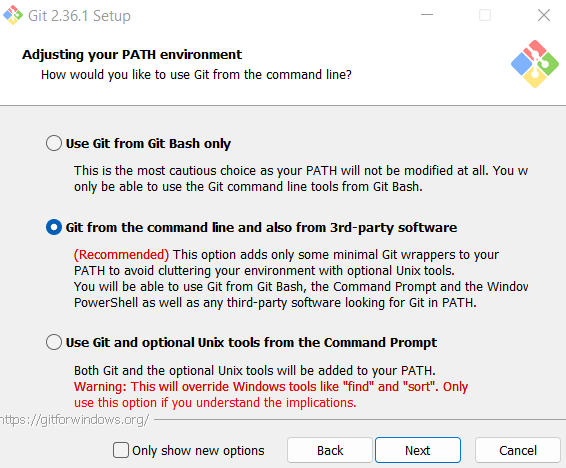 Git 2.36.1 Setup
Adjusting your PATH environment
How would you like to use Git from the command line?
Use Git from Git Bash only
This is the most cautious choice as your PATH will not be modified at all. You w
only be able to use the Git command line tools from Git Bash.
Git from the command line and also from 3rd-party software
(Recommended) This option adds only some minimal Git wrappers to your
PATH to avoid cluttering your environment with optional Unix tools.
You will be able to use Git from Git Bash, the Command Prompt and the Window
PowerShell as well as any third-party software looking for Git in PATH.
Use Git and optional Unix tools from the Command Prompt
Both Git and the optional Unix tools will be added to your PATH.
Warning: This will override Windows tools like "find" and "sort". Only
use this option if you understand the implications.
https://gitforwindows.org/
Only show new options
Back
Next
Cancel